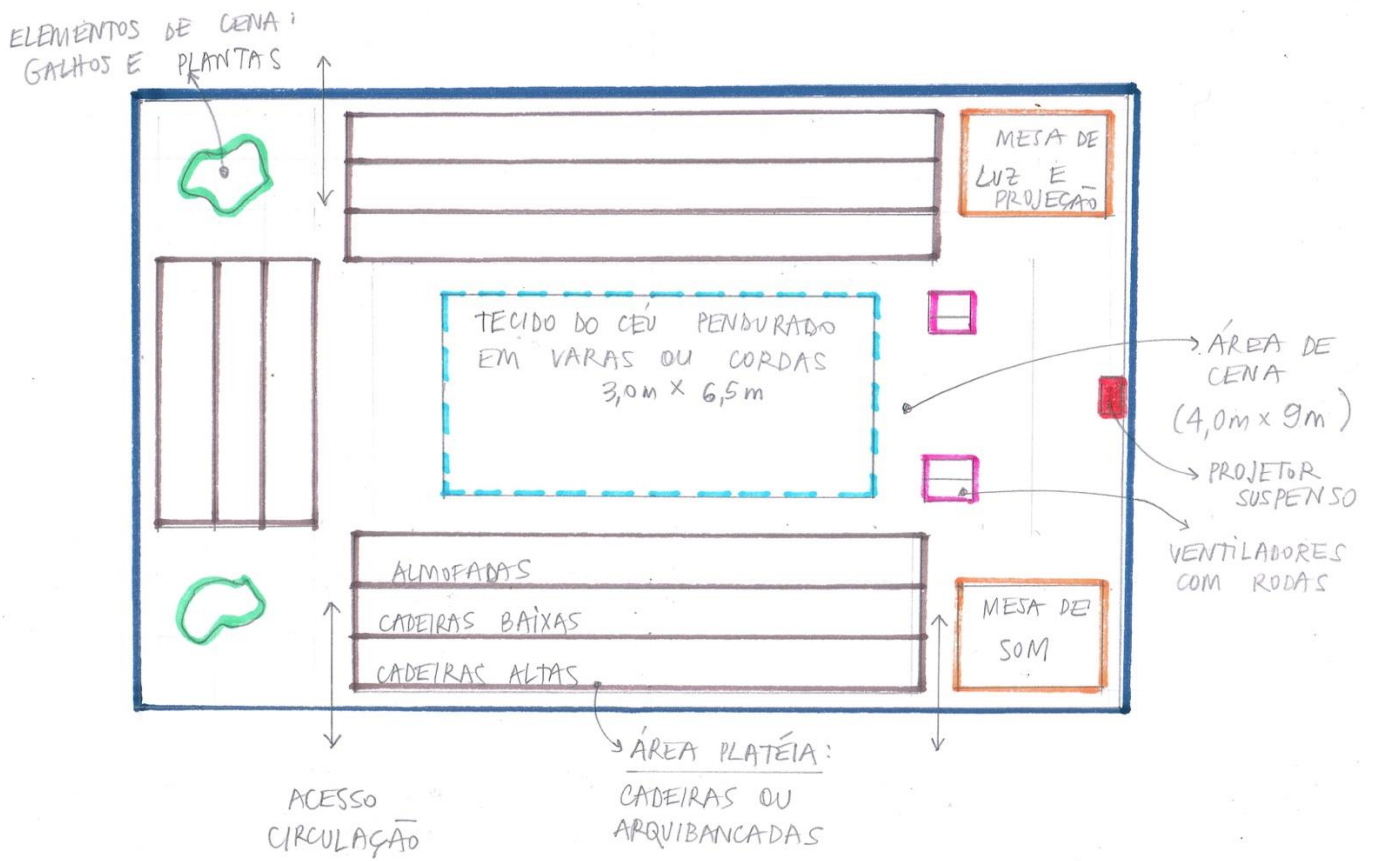 ELEMENTOS DE CENA:
GALHOS E PLANTAS
MESA DE
LUZ E
PROJEÇÃO
TECIDO DO CÉU PENDURADO
EM VARAS OU CORDAS
3,0m × 6,5m
ÁREA DE
CENA
(4,0m × 9m)
PROJETOR
SUSPENSO
VENTILADORES
COM RODAS
ALMOFADAS
CADEIRAS BAIXAS
CADEIRAS ALTAS
MESA DE
SOM
ÁREA PLATÉIA:
CADEIRAS OU
ARQUIBANCADAS
ACESSO
CIRCULAÇÃO